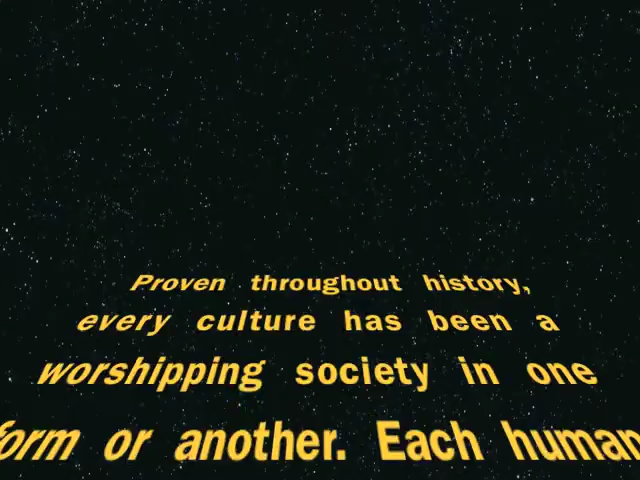 Proven throughout history,
every culture has been a
worshipping society in one
form or another. Each human